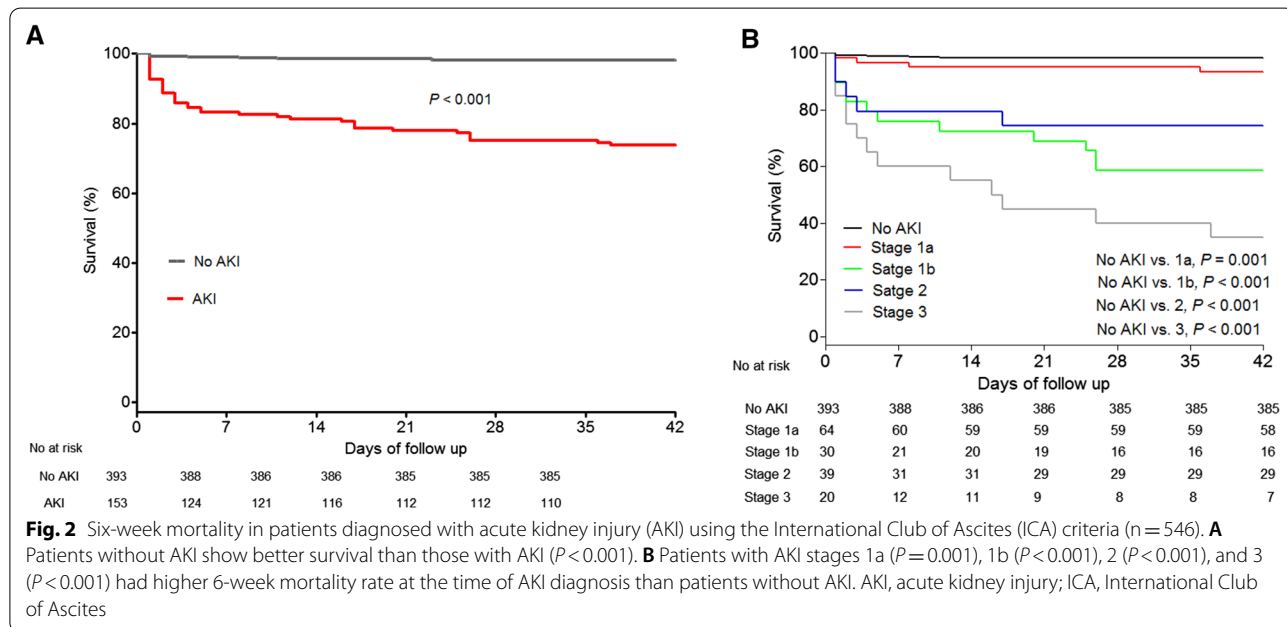 A
100
80
60
40
20
0
Survival (%)
P < 0.001
No AKI
AKI
0 7 14 21 28 35 42
Days of follow up
No at risk
No AKI 393 388 386 386 385 385 385
AKI 153 124 121 116 112 112 110
B
100
80
60
40
20
0
Survival (%)
No AKI
Stage 1a
Satge 1b
Satge 2
Stage 3
No AKI vs. 1a, P = 0.001
No AKI vs. 1b, P < 0.001
No AKI vs. 2, P < 0.001
No AKI vs. 3, P < 0.001
0 7 14 21 28 35 42
No at risk
Days of follow up
No AKI 393 388 386 386 385 385 385
Stage 1a 64 60 59 59 59 59 58
Stage 1b 30 21 20 19 16 16 16
Stage 2 39 31 31 29 29 29 29
Stage 3 20 12 11 9 8 8 7
Fig. 2 Six-week mortality in patients diagnosed with acute kidney injury (AKI) using the International Club of Ascites (ICA) criteria (n = 546). A
Patients without AKI show better survival than those with AKI (P < 0.001). B Patients with AKI stages 1a (P = 0.001), 1b (P < 0.001), 2 (P < 0.001), and 3
(P < 0.001) had higher 6-week mortality rate at the time of AKI diagnosis than patients without AKI. AKI, acute kidney injury; ICA, International Club
of Ascites